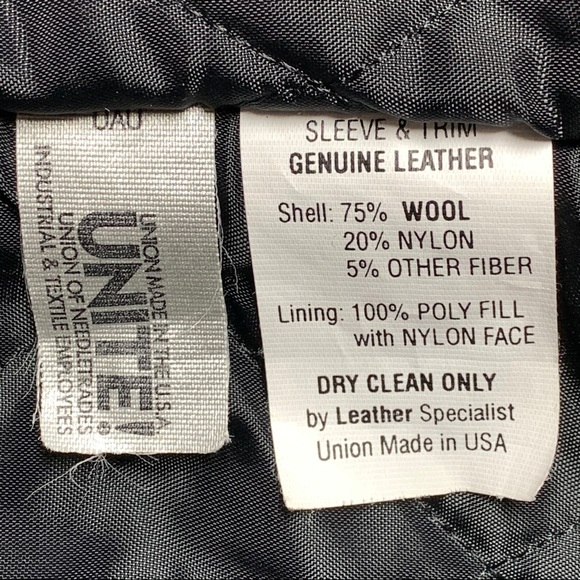 UNION MADE IN THE U.S.A.
UNITE!®
UNION OF NEEDLETRADES
INDUSTRIAL & TEXTILE EMPLOYEES
SLEEVE & TRIM
GENUINE LEATHER
Shell: 75% WOOL
20% NYLON
5% OTHER FIBER
Lining: 100% POLY FILL
with NYLON FACE
DRY CLEAN ONLY
by Leather Specialist
Union Made in USA